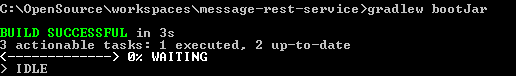 C:\OpenSource\workspaces\message-rest-service>gradlew bootJar
BUILD SUCCESSFUL in 3s
3 actionable tasks: 1 executed, 2 up-to-date
<-------------> 0% WAITING
> IDLE